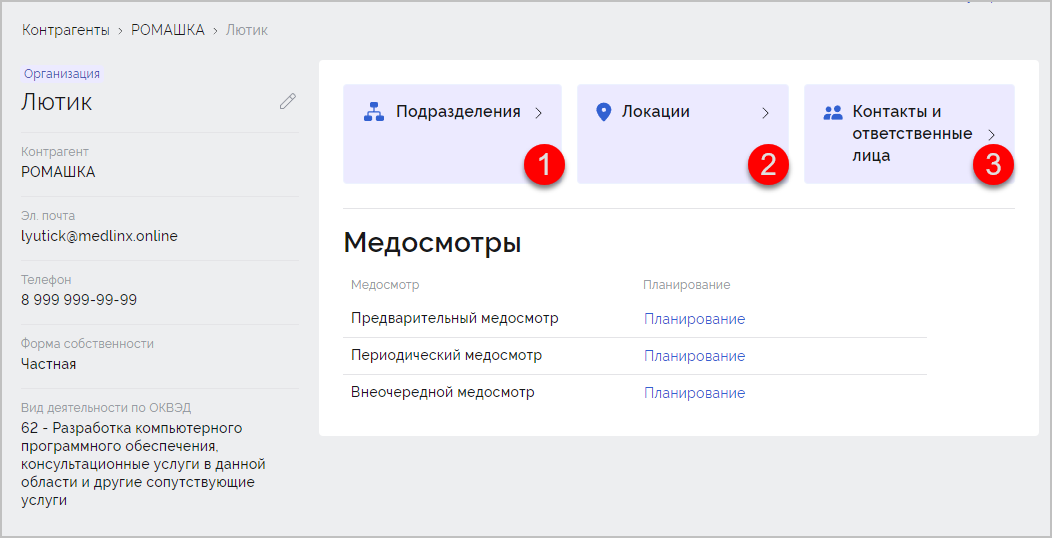 Контрагенты › РОМАШКА › Лютик
Организация
Лютик
Контрагент
РОМАШКА
Эл. почта
lyutick@medlinx.online
Телефон
8 999 999-99-99
Форма собственности
Частная
Вид деятельности по ОКВЭД
62 - Разработка компьютерного
программного обеспечения,
консультационные услуги в данной
области и другие сопутствующие
услуги
Подразделения
1
Локации
2
Контакты и
ответственные
лица
3
Медосмотры
Медосмотр Планирование
Предварительный медосмотр Планирование
Периодический медосмотр Планирование
Внеочередной медосмотр Планирование